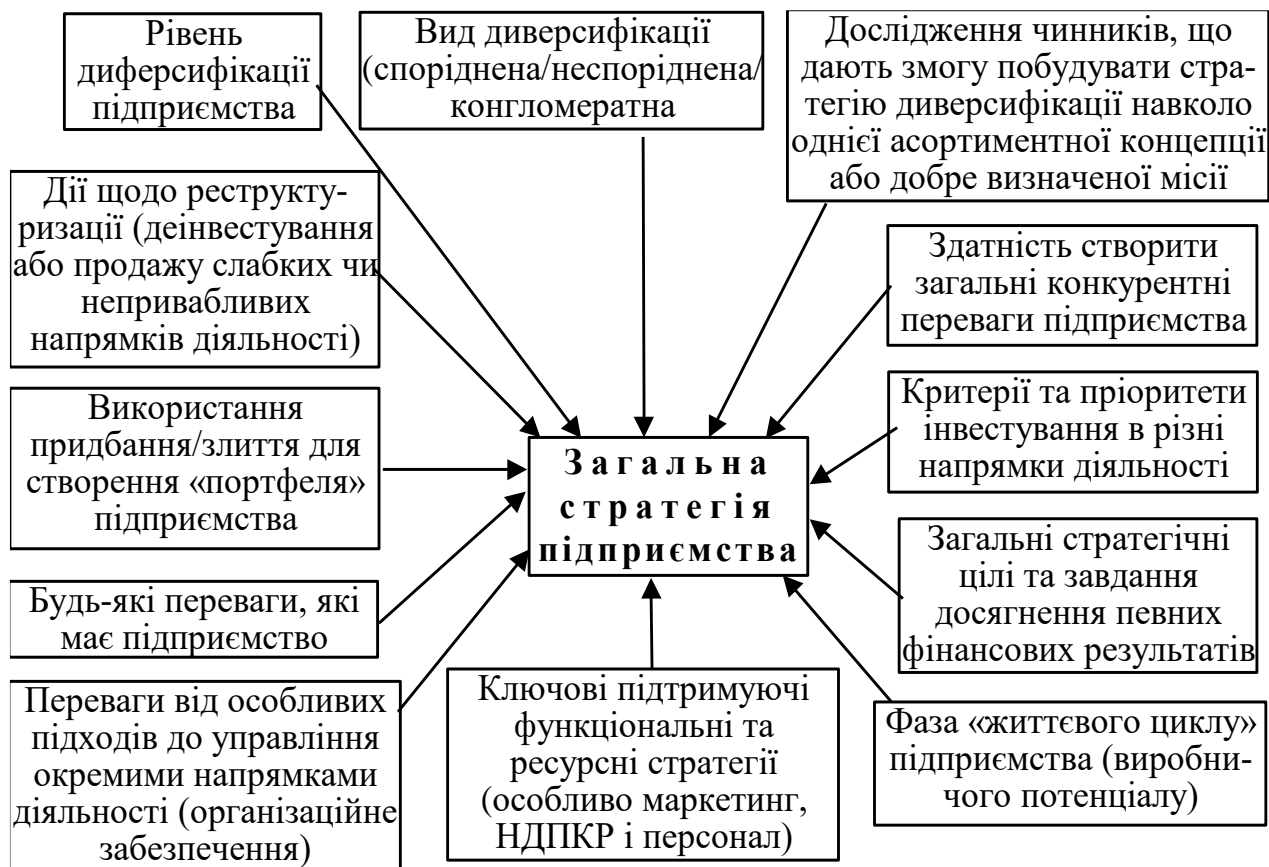 Рівень
диферсифікації
підприємства
Вид диверсифікації
(споріднена/неспоріднена/
конгломератна
Дослідження чинників, що
дають змогу побудувати стра-
тегію диверсифікації навколо
однієї асортиментної концепції
або добре визначеної місії
Дії щодо реструкту-
ризації (деінвестування
або продажу слабких чи
непривабливих
напрямків діяльності)
Здатність створити
загальні конкурентні
переваги підприємства
Використання
придбання/злиття для
створення «портфеля»
підприємства
Загальна
стратегія
підприємства
Критерії та пріоритети
інвестування в різні
напрямки діяльності
Загальні стратегічні
цілі та завдання
досягнення певних
фінансових результатів
Будь-які переваги, які
має підприємство
Переваги від особливих
підходів до управління
окремими напрямками
діяльності (організаційне
забезпечення)
Ключові підтримуючі
функціональні та
ресурсні стратегії
(особливо маркетинг,
НДПКР і персонал)
Фаза «життєвого циклу»
підприємства (виробни-
чого потенціалу)